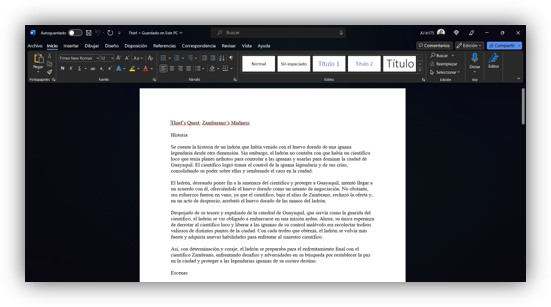 Autoguardado
Thief • Guardado en Este PC
Buscar
Archivo Inicio Insertar Dibujar Diseño Disposición Referencias Correspondencia Revisar Vista Ayuda
Comentarios Edición Compartir
Pegar
Times New Roman 12
N K S
Normal Sin espaciado Título 1 Título 2 Título
Buscar
Reemplazar
Seleccionar
Dictar Editor
Portapapeles Fuente Párrafo Estilos Edición Voz Editor
Thief's Quest: Zambrano's Madness
Historia
Se cuenta la historia de un ladrón que había venido con el huevo dorado de una iguana
legendaria desde otra dimensión. Sin embargo, el ladrón no contaba con que había un científico
loco que tenía planes nefastos para controlar a las iguanas y usarlas para dominar la ciudad de
Guayaquil. El científico logró tomar el control de la iguana legendaria y de sus crías,
consolidando su poder sobre ellas y sembrando el caos en la ciudad.
El ladrón, deseando poner fin a la amenaza del científico y proteger a Guayaquil, intentó llegar a
un acuerdo con él, ofreciéndole el huevo dorado como un intento de negociación. No obstante,
sus esfuerzos fueron en vano, ya que el científico, bajo el alias de Zambrano, rechazó la oferta y,
en un acto de desprecio, arrebató el huevo dorado de las manos del ladrón.
Despojado de su tesoro y expulsado de la catedral de Guayaquil, que servía como la guarida del
científico, el ladrón se vio obligado a embarcarse en una misión ardua. Ahora, su única esperanza
de derrotar al científico loco y liberar a las iguanas de su control malévolo era recolectar trofeos
valiosos de distintos puntos de la ciudad. Con cada trofeo que obtenía, el ladrón se volvía más
fuerte y adquiría nuevas habilidades para enfrentar al siniestro científico.
Así, con determinación y coraje, el ladrón se preparaba para el enfrentamiento final con el
científico Zambrano, enfrentando desafíos y adversidades en su búsqueda por restablecer la paz
en la ciudad y proteger a las legendarias iguanas de su oscuro destino.
Escenas